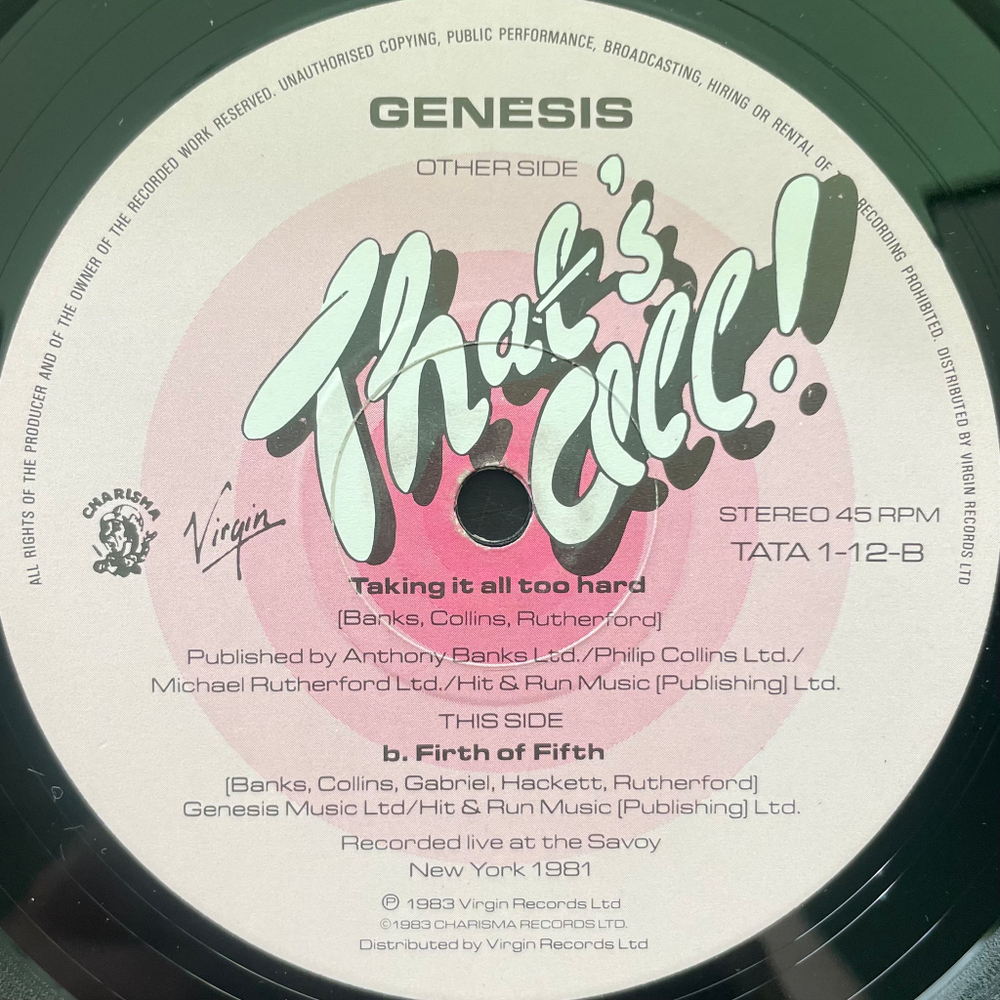 ALL RIGHTS OF THE PRODUCER AND OF THE OWNER OF THE RECORDED WORK RESERVED. UNAUTHORISED COPYING, PUBLIC PERFORMANCE, BROADCASTING, HIRING OR RENTAL OF RECORDING PROHIBITED. DISTRIBUTED BY VIRGIN RECORDS LTD
GENESIS
OTHER SIDE
That's
All!
CHARISMA
Virgin
STEREO 45 RPM
TATA 1-12-B
Taking it all too hard
(Banks, Collins, Rutherford)
Published by Anthony Banks Ltd./Philip Collins Ltd./
Michael Rutherford Ltd./Hit & Run Music (Publishing) Ltd.
THIS SIDE
b. Firth of Fifth
(Banks, Collins, Gabriel, Hackett, Rutherford)
Genesis Music Ltd/Hit & Run Music (Publishing) Ltd.
Recorded live at the Savoy
New York 1981
℗ 1983 Virgin Records Ltd
©1983 CHARISMA RECORDS LTD.
Distributed by Virgin Records Ltd